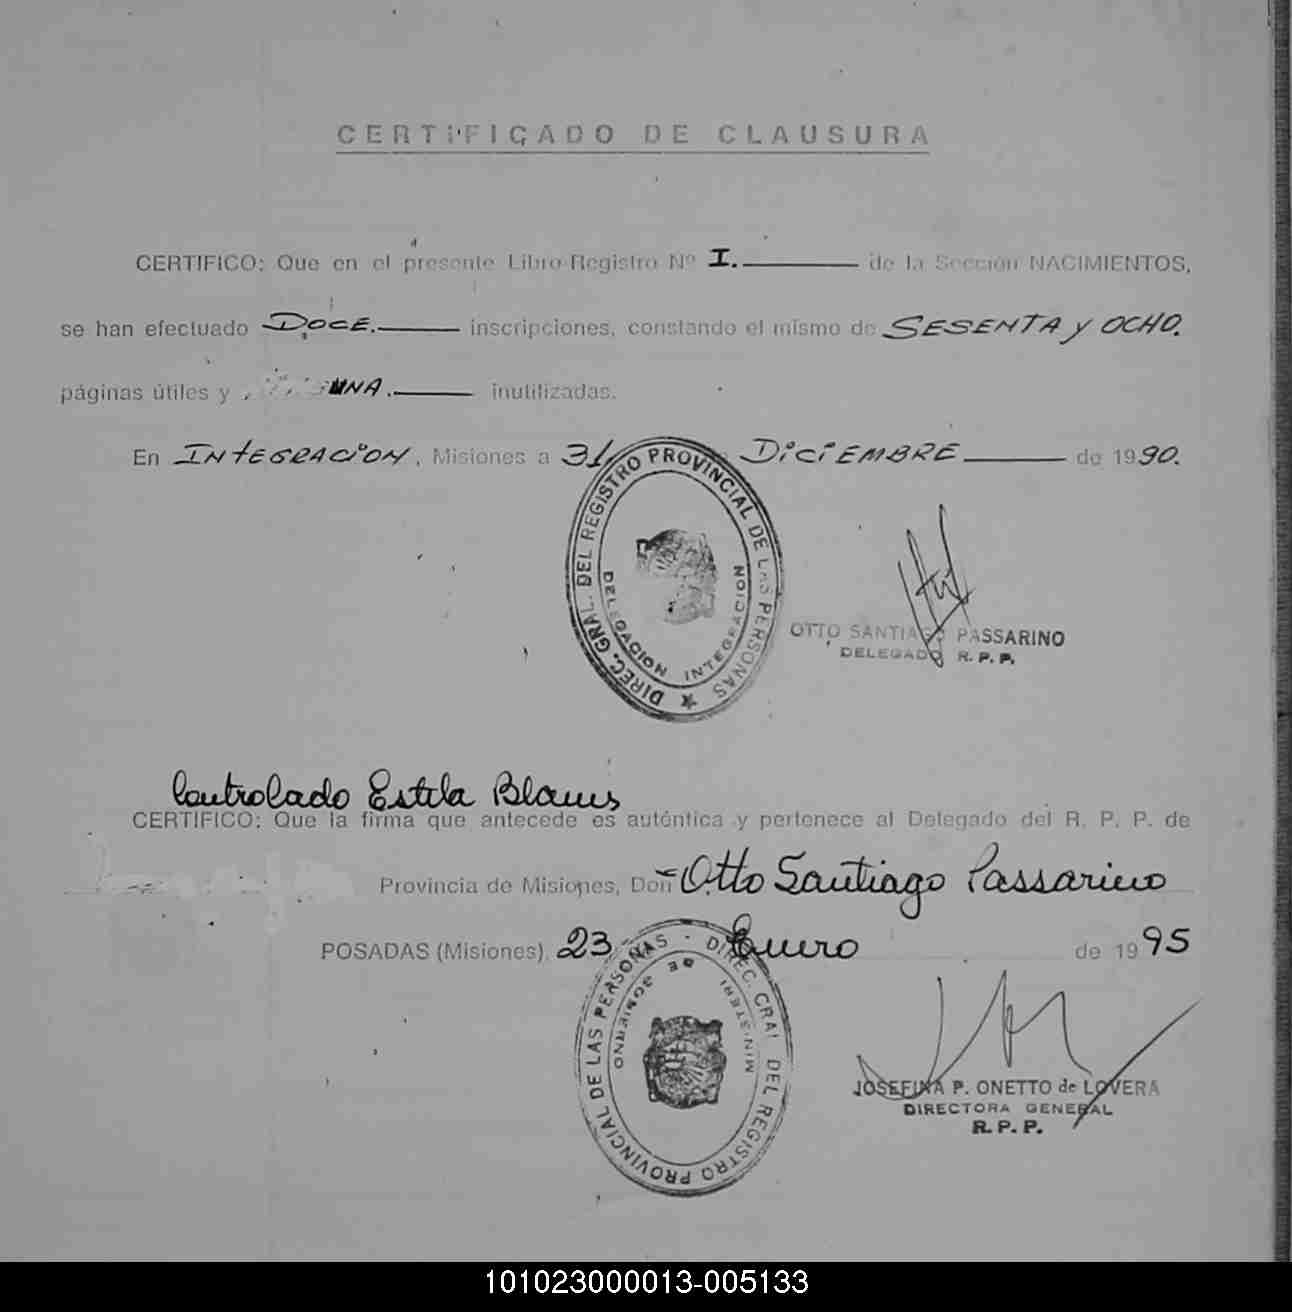 CERTIFICADO DE CLAUSURA
CERTIFICO: Que en el presente Libro-Registro Nº I. de la Sección NACIMIENTOS,
se han efectuado DOCE. inscripciones, constando el mismo de SESENTA y OCHO.
páginas útiles y UNA. inutilizadas.
En INTEGRACION, Misiones a 31 DiCiEMBRE de 1990.
DIREC. GRAL. DEL REGISTRO PROVINCIAL DE LAS PERSONAS
DELEGACION INTEGRACION
OTTO SANTIAGO PASSARINO
DELEGADO R. P. P.
Controlado Estela
CERTIFICO: Que la firma que antecede es auténtica y pertenece al Delegado del R. P. P. de
Provincia de Misiones, Don Otto Santiago Passarino
POSADAS (Misiones), 23 Enero de 1995
DIREC. GRAL DEL REGISTRO PROVINCIAL DE LAS PERSONAS
MINISTERI DE GOBIERNO
JOSEFINA P. ONETTO de LOVERA
DIRECTORA GENERAL
R. P. P.
101023000013-005133